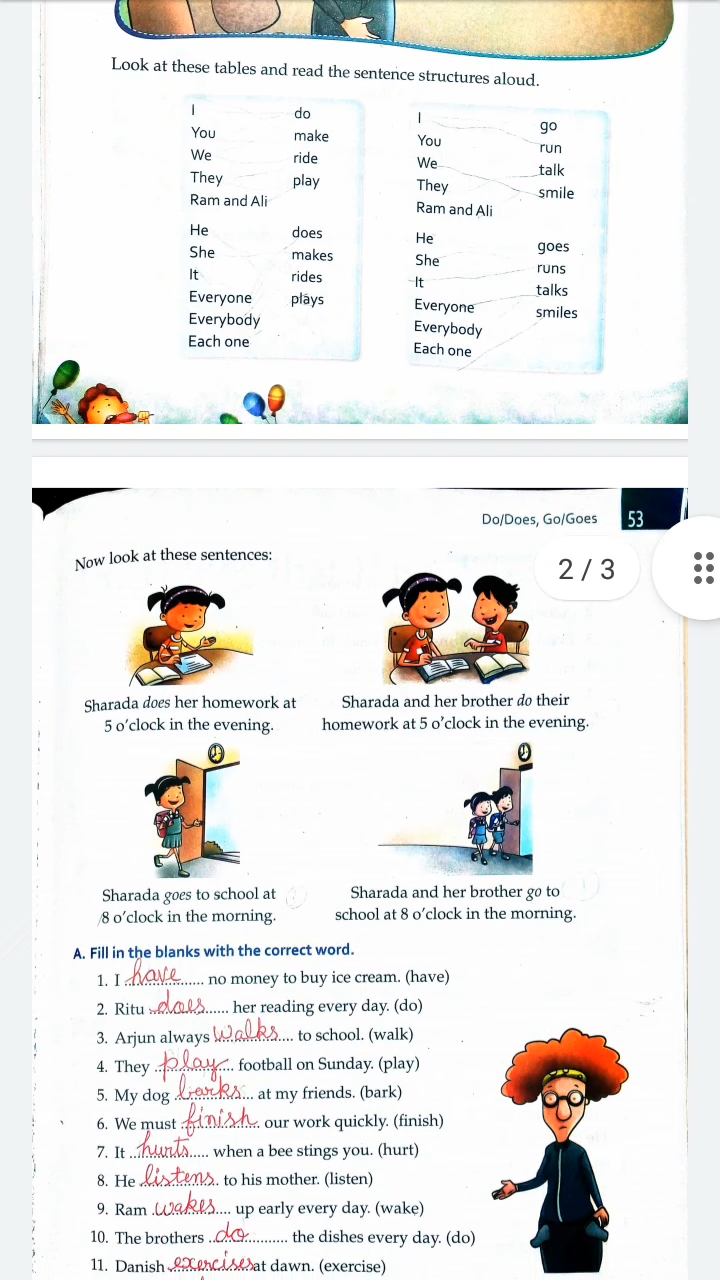 Look at these tables and read the sentence structures aloud.
I do
You make
We ride
They play
Ram and Ali
He does
She makes
It rides
Everyone plays
Everybody
Each one
I go
You run
We talk
They smile
Ram and Ali
He goes
She runs
It talks
Everyone smiles
Everybody
Each one
Do/Does, Go/Goes 53
2 / 3
Now look at these sentences:
Sharada does her homework at
5 o'clock in the evening.
Sharada and her brother do their
homework at 5 o'clock in the evening.
Sharada goes to school at
8 o'clock in the morning.
Sharada and her brother go to
school at 8 o'clock in the morning.
A. Fill in the blanks with the correct word.
1. I have no money to buy ice cream. (have)
2. Ritu does her reading every day. (do)
3. Arjun always walks to school. (walk)
4. They play football on Sunday. (play)
5. My dog barks at my friends. (bark)
6. We must finish our work quickly. (finish)
7. It hurts when a bee stings you. (hurt)
8. He listens to his mother. (listen)
9. Ram wakes up early every day. (wake)
10. The brothers do the dishes every day. (do)
11. Danish exercises at dawn. (exercise)